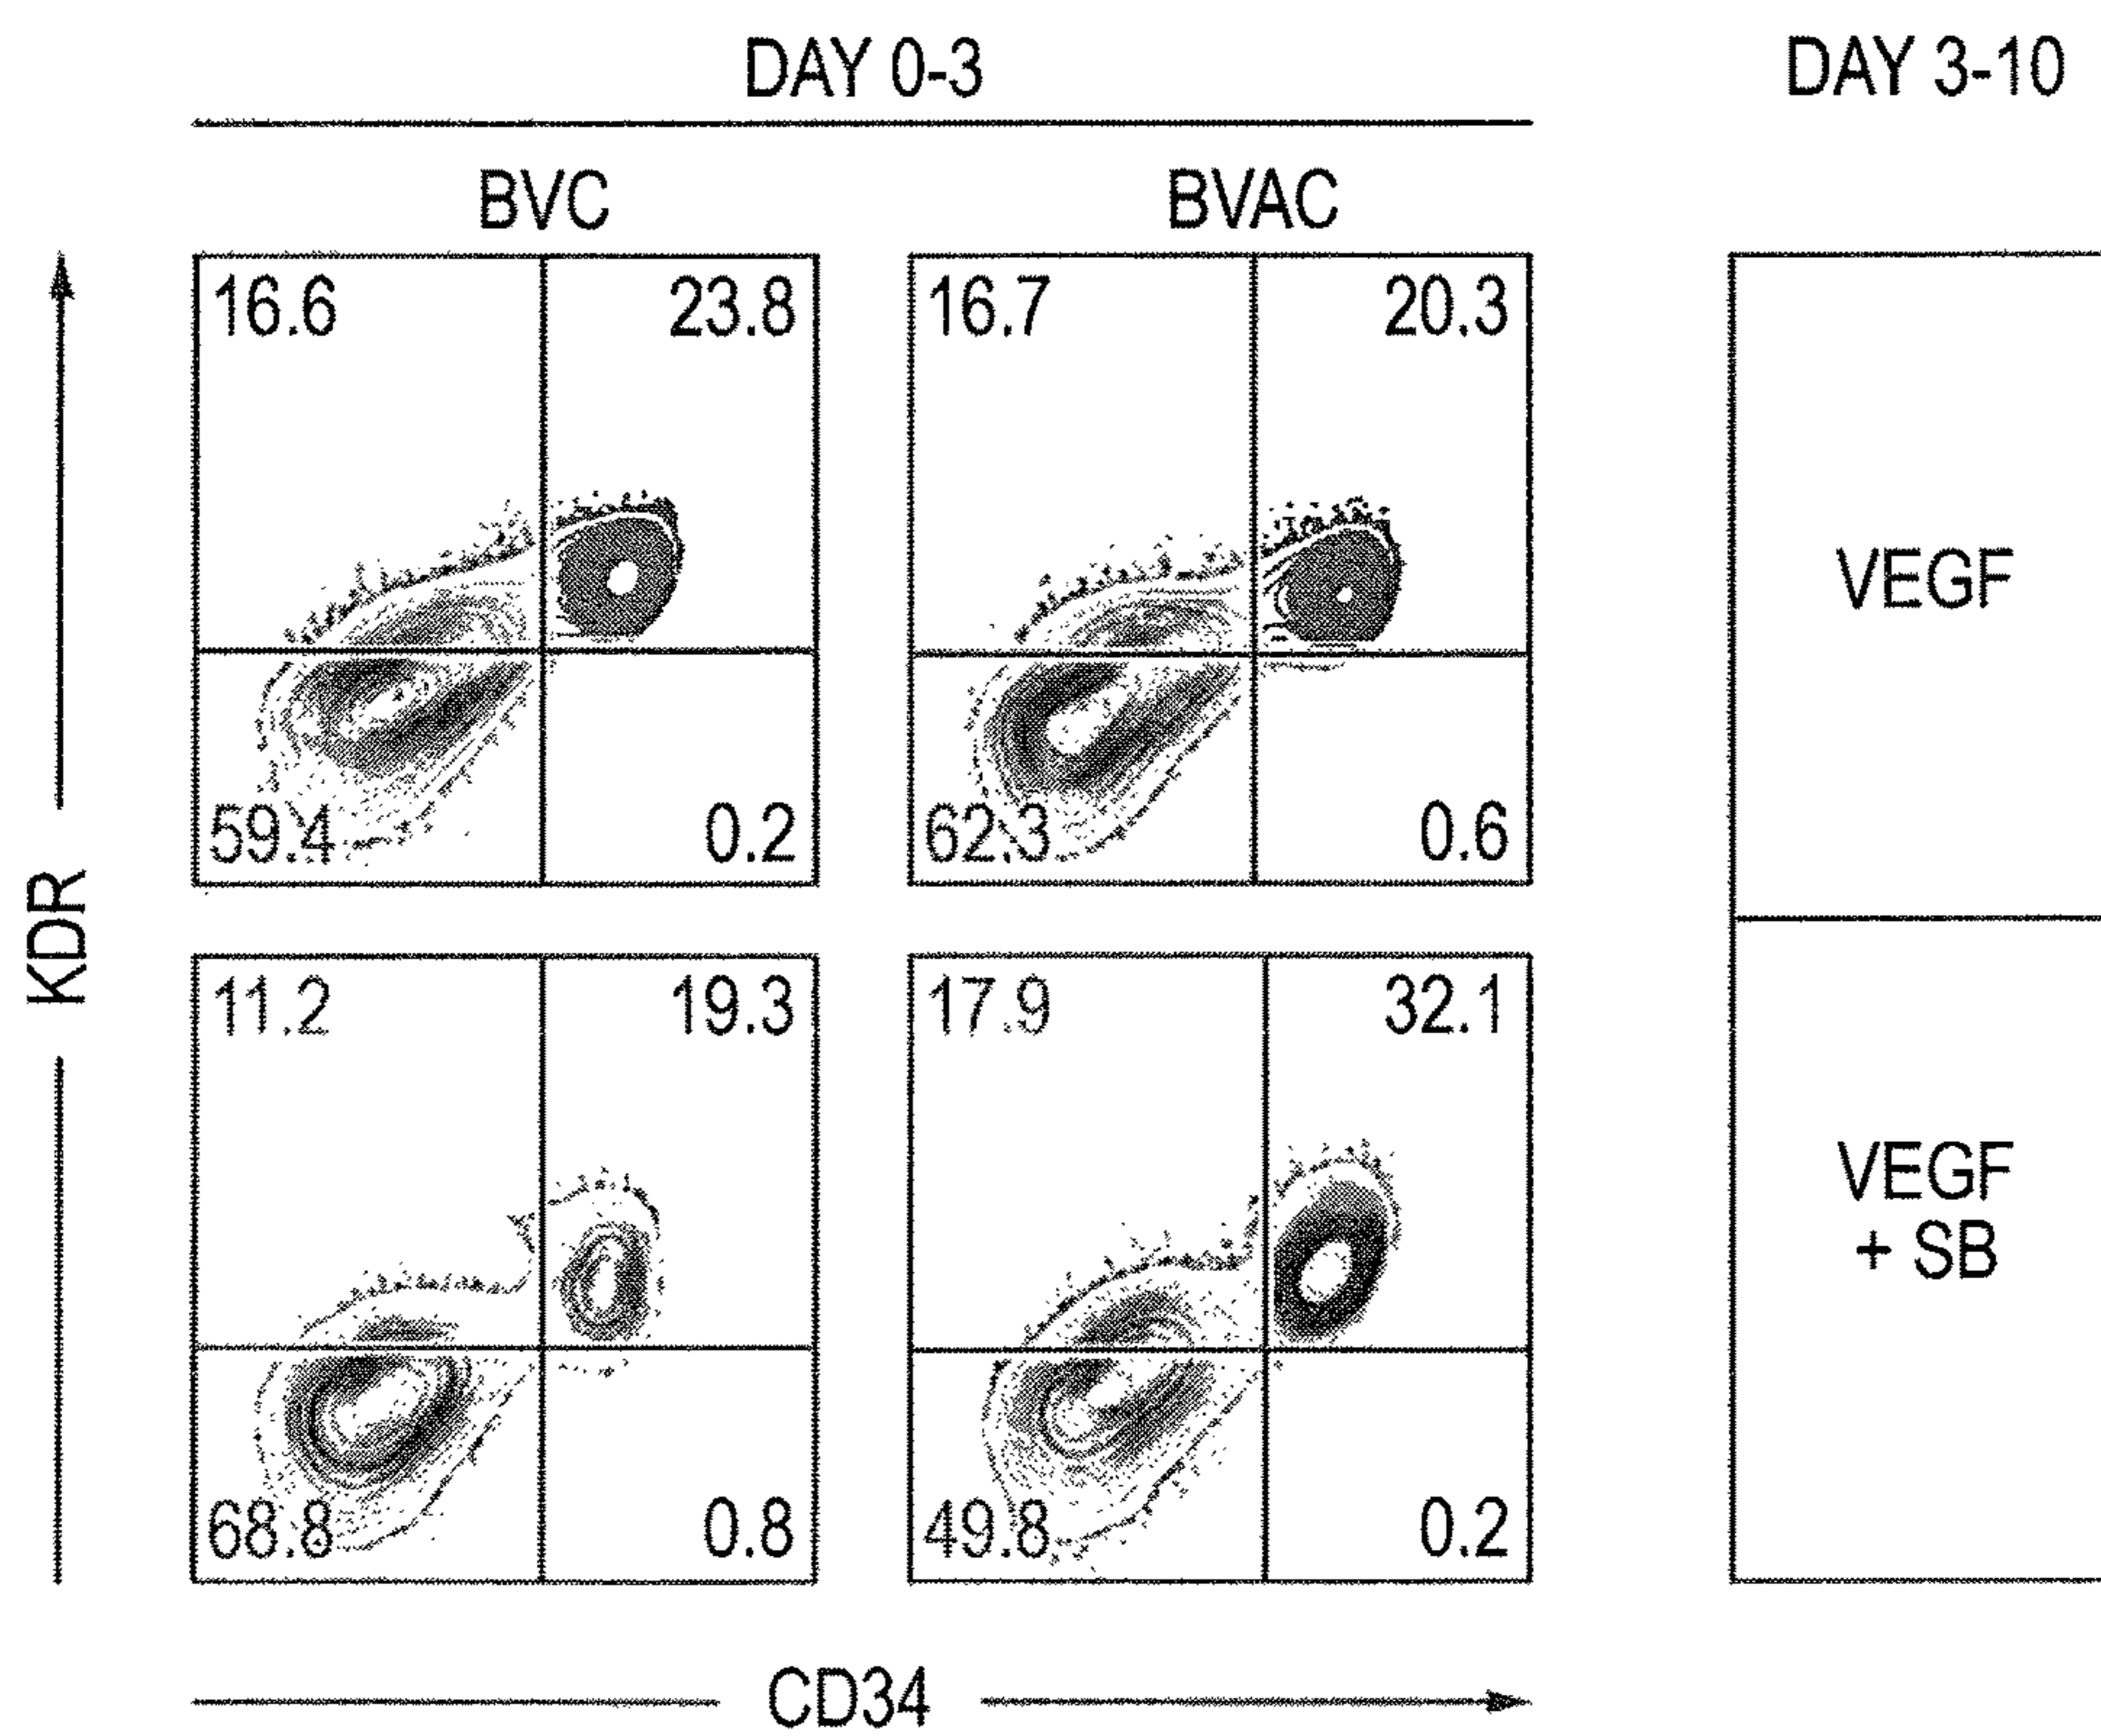 DAY 0-3
DAY 3-10
BVC
BVAC
16.6
23.8
16.7
20.3
VEGF
59.4
0.2
62.3
0.6
KDR
11.2
19.3
17.9
32.1
VEGF
+ SB
68.8
0.8
49.8
0.2
CD34